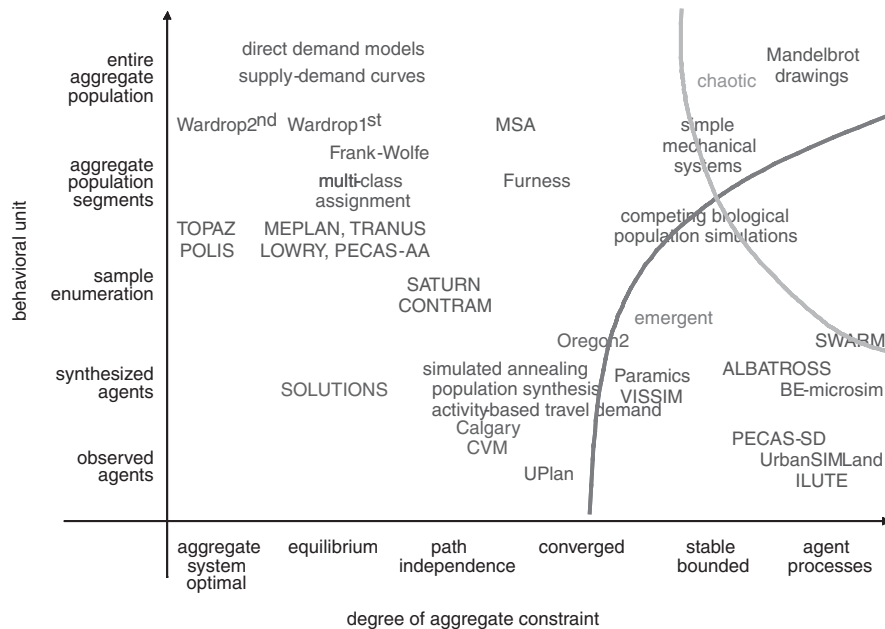 entire
aggregate
population
direct demand models
supply-demand curves
chaotic
Mandelbrot
drawings
Wardrop2nd
Wardrop1st
MSA
simple
mechanical
systems
Frank-Wolfe
aggregate
population
segments
multi-class
assignment
Furness
competing biological
population simulations
TOPAZ
POLIS
MEPLAN, TRANUS
LOWRY, PECAS-AA
behavioral unit
sample
enumeration
SATURN
CONTRAM
emergent
Oregon2
SWARM
synthesized
agents
SOLUTIONS
simulated annealing
population synthesis
activity-based travel demand
Paramics
VISSIM
ALBATROSS
BE-microsim
Calgary
CVM
observed
agents
UPlan
PECAS-SD
UrbanSIMLand
ILUTE
aggregate
system
optimal
equilibrium
path
independence
converged
stable
bounded
agent
processes
degree of aggregate constraint